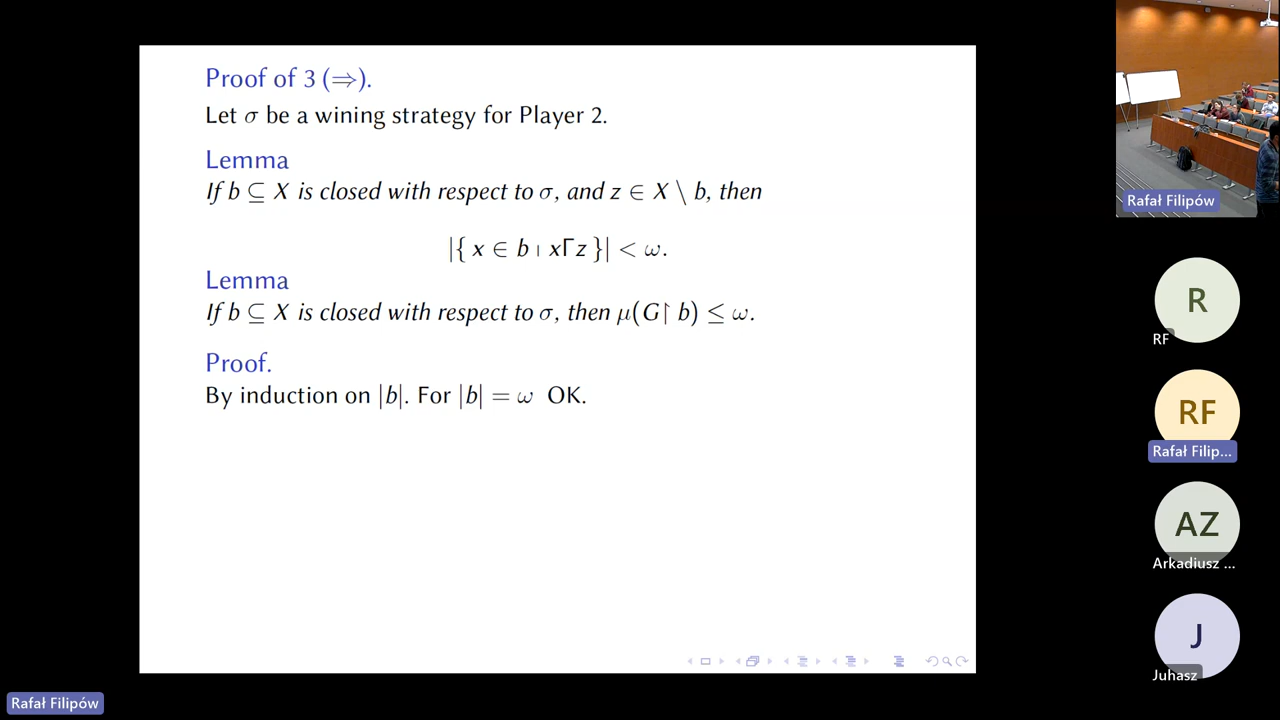 Proof of 3 (⇒).
Let σ be a wining strategy for Player 2.
Lemma
If b ⊆ X is closed with respect to σ, and z ∈ X \ b, then
|{ x ∈ b ı xΓz }| < ω.
Lemma
If b ⊆ X is closed with respect to σ, then μ(G↾ b) ≤ ω.
Proof.
By induction on |b|. For |b| = ω OK.
Rafał Filipów
R
RF
RF
Rafał Filip...
AZ
Arkadiusz ...
J
Juhasz
Rafał Filipów